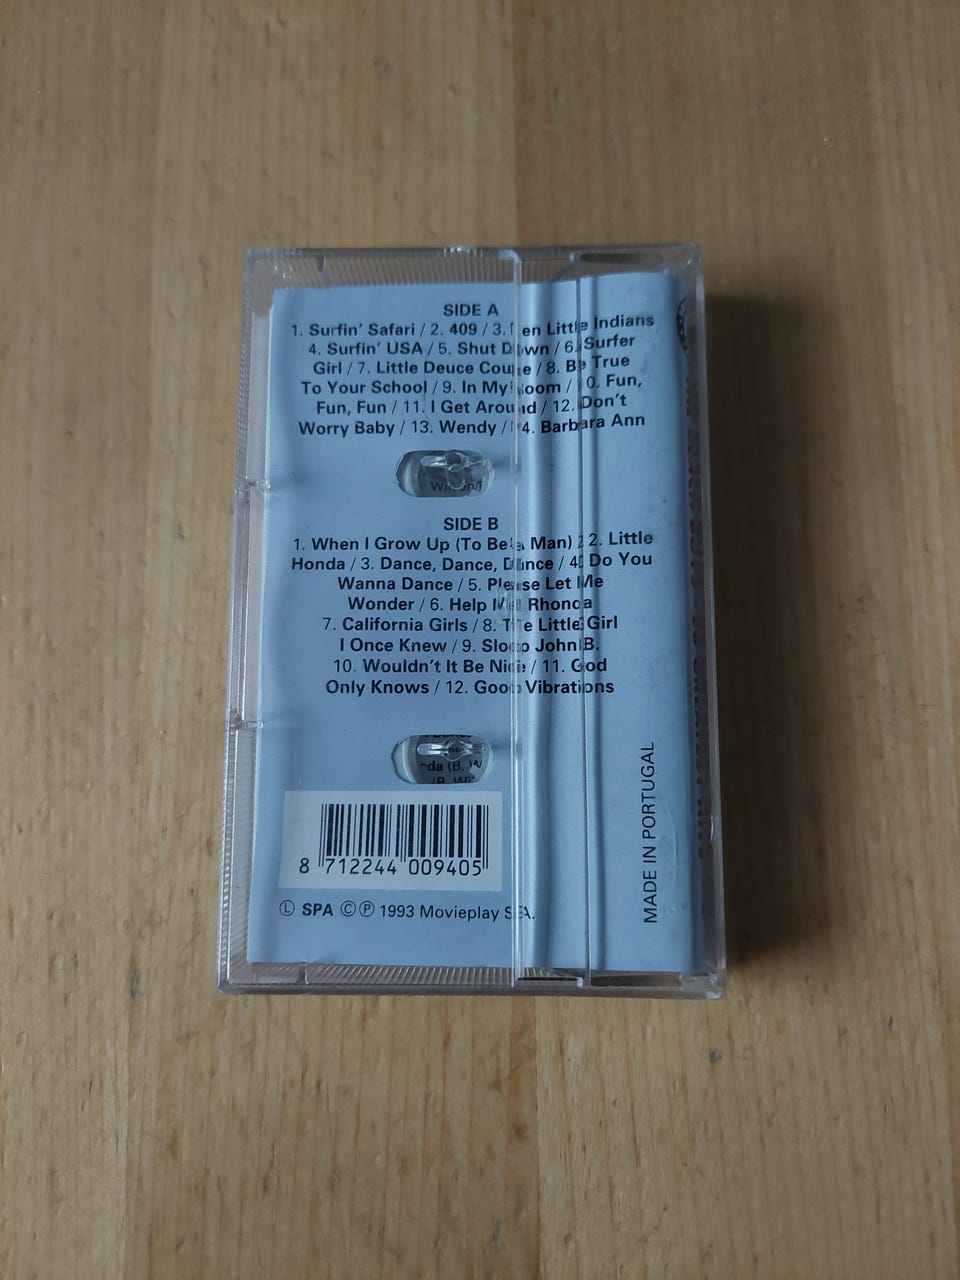 SIDE A
1. Surfin' Safari / 2. 409 / 3. Ten Little Indians
4. Surfin' USA / 5. Shut Down / 6. Surfer
Girl / 7. Little Deuce Coupe / 8. Be True
To Your School / 9. In My Room / 10. Fun,
Fun, Fun / 11. I Get Around / 12. Don't
Worry Baby / 13. Wendy / 14. Barbara Ann
SIDE B
1. When I Grow Up (To Be a Man) / 2. Little
Honda / 3. Dance, Dance, Dance / 4. Do You
Wanna Dance / 5. Please Let Me
Wonder / 6. Help Me Rhonda
7. California Girls / 8. The Little Girl
I Once Knew / 9. Sloop John B.
10. Wouldn't It Be Nice / 11. God
Only Knows / 12. Good Vibrations
nda (B. W
8 712244 009405
Ⓛ SPA © ℗ 1993 Movieplay S.A.
MADE IN PORTUGAL